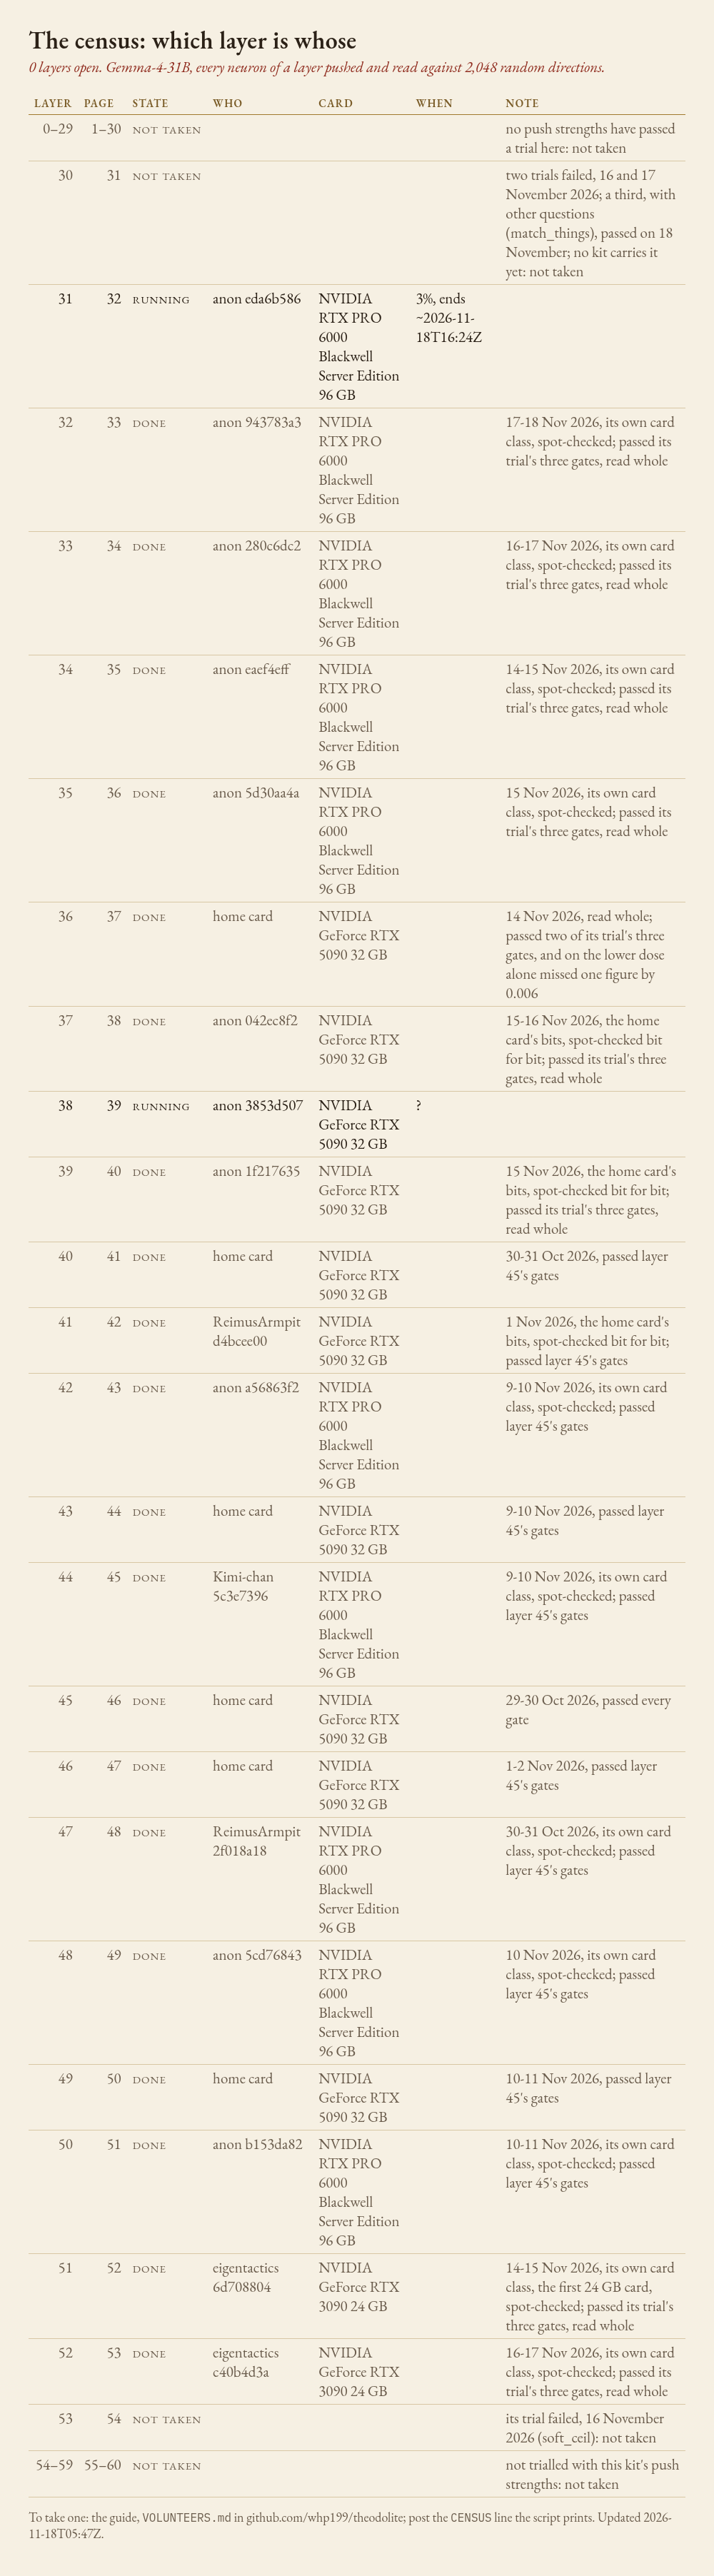 The census: which layer is whose
0 layers open. Gemma-4-31B, every neuron of a layer pushed and read against 2,048 random directions.
LAYER PAGE STATE WHO CARD WHEN NOTE
0–29 1–30 NOT TAKEN no push strengths have passed
a trial here: not taken
30 31 NOT TAKEN two trials failed, 16 and 17
November 2026; a third, with
other questions
(match_things), passed on 18
November; no kit carries it
yet: not taken
31 32 RUNNING anon eda6b586 NVIDIA 3%, ends
RTX PRO ~2026-11-
6000 18T16:24Z
Blackwell
Server Edition
96 GB
32 33 DONE anon 943783a3 NVIDIA 17-18 Nov 2026, its own card
RTX PRO class, spot-checked; passed its
6000 trial's three gates, read whole
Blackwell
Server Edition
96 GB
33 34 DONE anon 280c6dc2 NVIDIA 16-17 Nov 2026, its own card
RTX PRO class, spot-checked; passed its
6000 trial's three gates, read whole
Blackwell
Server Edition
96 GB
34 35 DONE anon eaef4eff NVIDIA 14-15 Nov 2026, its own card
RTX PRO class, spot-checked; passed its
6000 trial's three gates, read whole
Blackwell
Server Edition
96 GB
35 36 DONE anon 5d30aa4a NVIDIA 15 Nov 2026, its own card
RTX PRO class, spot-checked; passed its
6000 trial's three gates, read whole
Blackwell
Server Edition
96 GB
36 37 DONE home card NVIDIA 14 Nov 2026, read whole;
GeForce RTX passed two of its trial's three
5090 32 GB gates, and on the lower dose
alone missed one figure by
0.006
37 38 DONE anon 042ec8f2 NVIDIA 15-16 Nov 2026, the home
GeForce RTX card's bits, spot-checked bit
5090 32 GB for bit; passed its trial's three
gates, read whole
38 39 RUNNING anon 3853d507 NVIDIA ?
GeForce RTX
5090 32 GB
39 40 DONE anon 1f217635 NVIDIA 15 Nov 2026, the home card's
GeForce RTX bits, spot-checked bit for bit;
5090 32 GB passed its trial's three gates,
read whole
40 41 DONE home card NVIDIA 30-31 Oct 2026, passed layer
GeForce RTX 45's gates
5090 32 GB
41 42 DONE ReimusArmpit NVIDIA 1 Nov 2026, the home card's
d4bcee00 GeForce RTX bits, spot-checked bit for bit;
5090 32 GB passed layer 45's gates
42 43 DONE anon a56863f2 NVIDIA 9-10 Nov 2026, its own card
RTX PRO class, spot-checked; passed
6000 layer 45's gates
Blackwell
Server Edition
96 GB
43 44 DONE home card NVIDIA 9-10 Nov 2026, passed layer
GeForce RTX 45's gates
5090 32 GB
44 45 DONE Kimi-chan NVIDIA 9-10 Nov 2026, its own card
5c3e7396 RTX PRO class, spot-checked; passed
6000 layer 45's gates
Blackwell
Server Edition
96 GB
45 46 DONE home card NVIDIA 29-30 Oct 2026, passed every
GeForce RTX gate
5090 32 GB
46 47 DONE home card NVIDIA 1-2 Nov 2026, passed layer
GeForce RTX 45's gates
5090 32 GB
47 48 DONE ReimusArmpit NVIDIA 30-31 Oct 2026, its own card
2f018a18 RTX PRO class, spot-checked; passed
6000 layer 45's gates
Blackwell
Server Edition
96 GB
48 49 DONE anon 5cd76843 NVIDIA 10 Nov 2026, its own card
RTX PRO class, spot-checked; passed
6000 layer 45's gates
Blackwell
Server Edition
96 GB
49 50 DONE home card NVIDIA 10-11 Nov 2026, passed layer
GeForce RTX 45's gates
5090 32 GB
50 51 DONE anon b153da82 NVIDIA 10-11 Nov 2026, its own card
RTX PRO class, spot-checked; passed
6000 layer 45's gates
Blackwell
Server Edition
96 GB
51 52 DONE eigentactics NVIDIA 14-15 Nov 2026, its own card
6d708804 GeForce RTX class, the first 24 GB card,
3090 24 GB spot-checked; passed its trial's
three gates, read whole
52 53 DONE eigentactics NVIDIA 16-17 Nov 2026, its own card
c40b4d3a GeForce RTX class, spot-checked; passed its
3090 24 GB trial's three gates, read whole
53 54 NOT TAKEN its trial failed, 16 November
2026 (soft_ceil): not taken
54–59 55–60 NOT TAKEN not trialled with this kit's push
strengths: not taken
To take one: the guide, VOLUNTEERS.md in github.com/whp199/theodolite; post the CENSUS line the script prints. Updated 2026-
11-18T05:47Z.